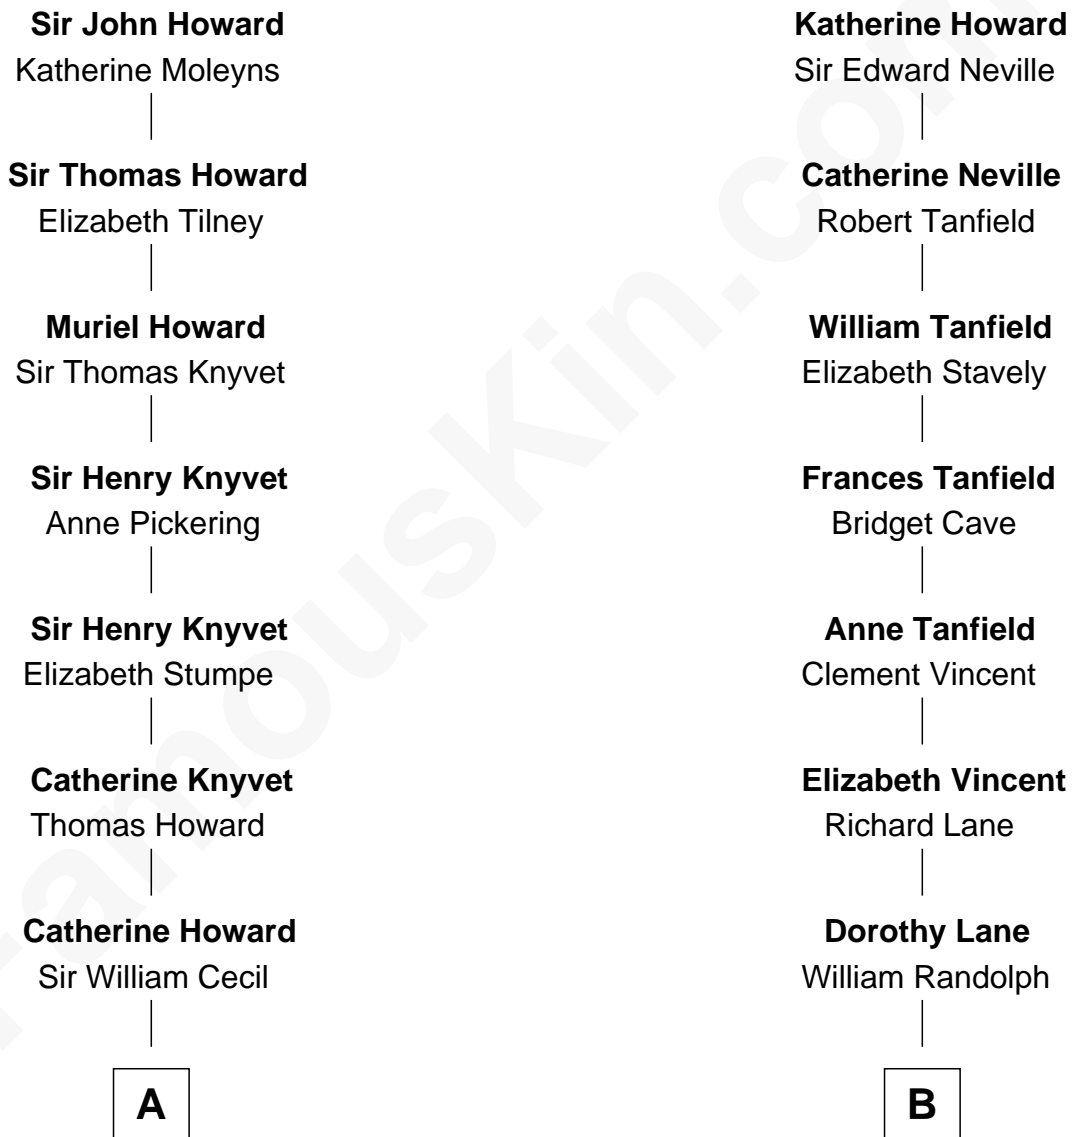 Sir John Howard
Katherine Moleyns
Sir Thomas Howard
Elizabeth Tilney
Muriel Howard
Sir Thomas Knyvet
Sir Henry Knyvet
Anne Pickering
Sir Henry Knyvet
Elizabeth Stumpe
Catherine Knyvet
Thomas Howard
Catherine Howard
Sir William Cecil
A
Katherine Howard
Sir Edward Neville
Catherine Neville
Robert Tanfield
William Tanfield
Elizabeth Stavely
Frances Tanfield
Bridget Cave
Anne Tanfield
Clement Vincent
Elizabeth Vincent
Richard Lane
Dorothy Lane
William Randolph
B
FamousKin.com